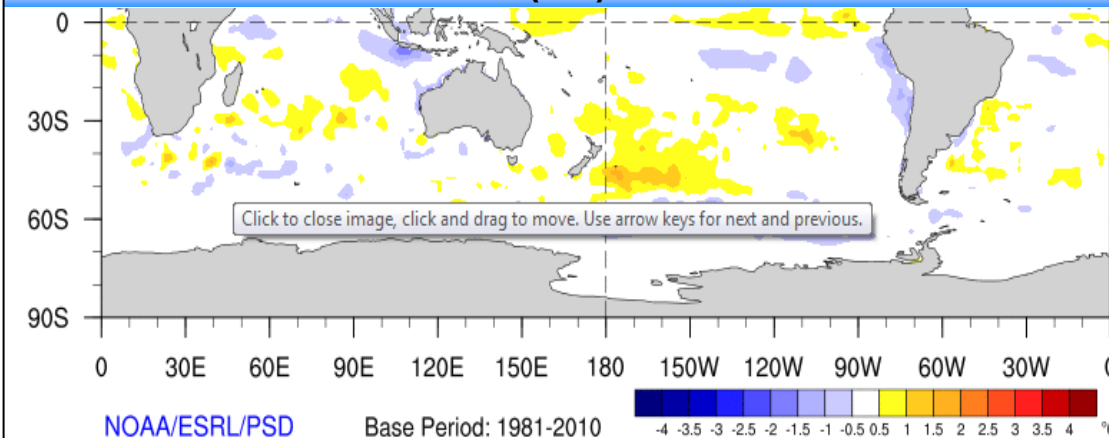 0
30S
Click to close image, click and drag to move. Use arrow keys for next and previous.
60S
90S
0 30E 60E 90E 120E 150E 180 150W 120W 90W 60W 30W
NOAA/ESRL/PSD Base Period: 1981-2010
-4 -3.5 -3 -2.5 -2 -1.5 -1 -0.5 0.5 1 1.5 2 2.5 3 3.5 4